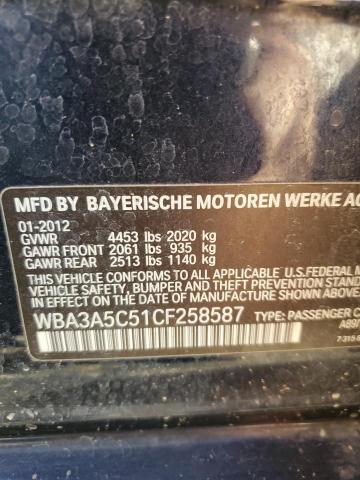 MFD BY BAYERISCHE MOTOREN WERKE AG
01-2012
GVWR 4453 lbs 2020 kg
GAWR FRONT 2061 lbs 935 kg
GAWR REAR 2513 lbs 1140 kg
THIS VEHICLE CONFORMS TO ALL APPLICABLE U.S. FEDERAL M
VEHICLE SAFETY, BUMPER AND THEFT PREVENTION STANDA
IN EFFECT ON THE DATE OF MANUFACTURE SHOWN ABOVE.
WBA3A5C51CF258587 TYPE: PASSENGER C